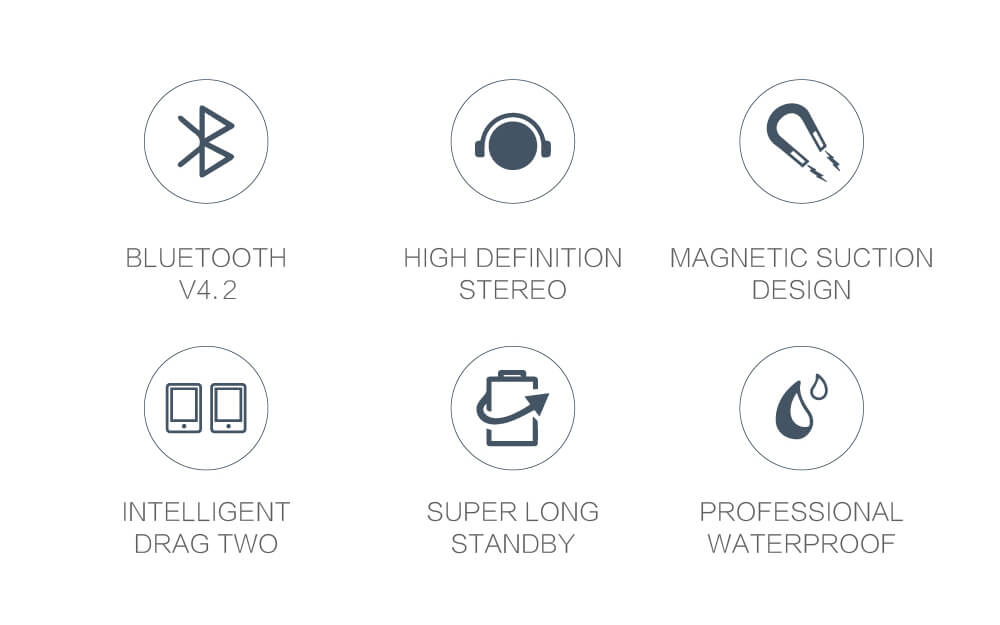 BLUETOOTH
V4.2
HIGH DEFINITION
STEREO
MAGNETIC SUCTION
DESIGN
INTELLIGENT
DRAG TWO
SUPER LONG
STANDBY
PROFESSIONAL
WATERPROOF